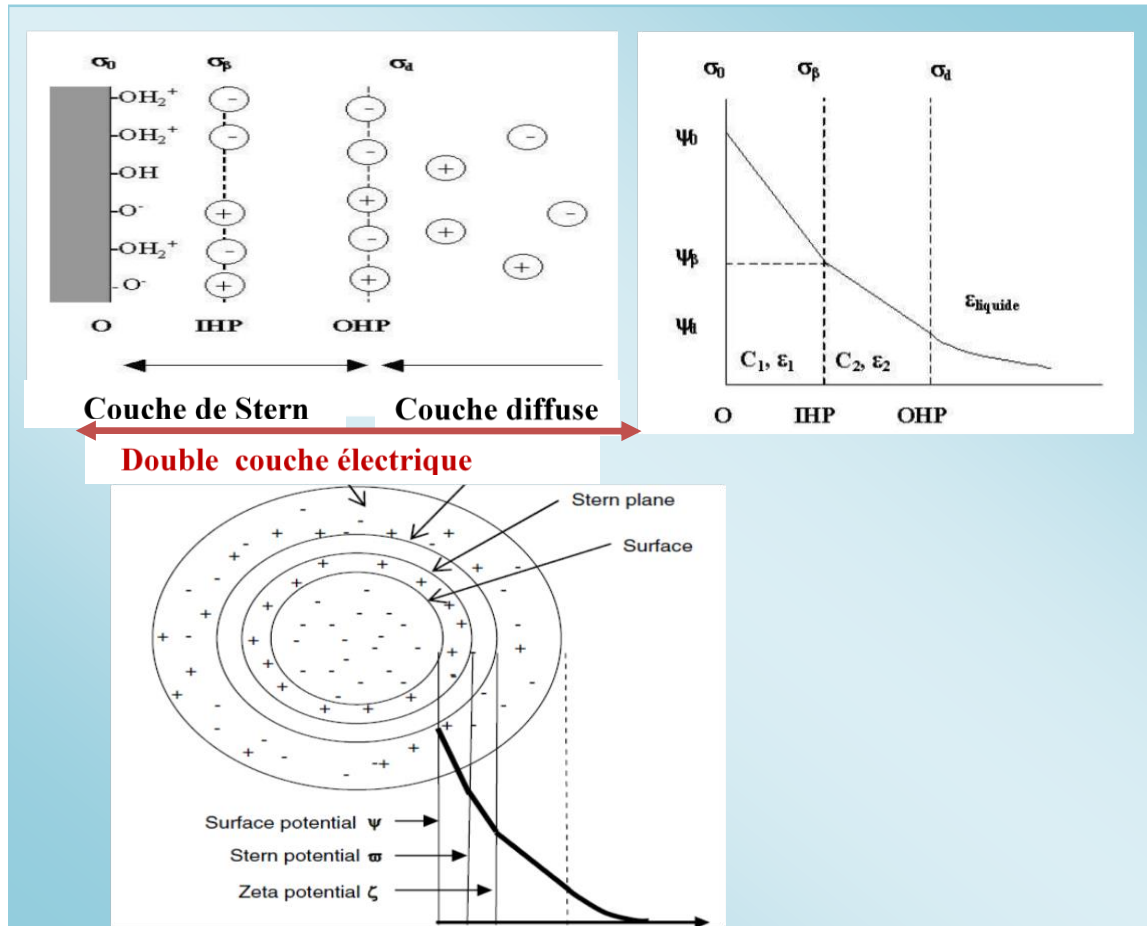 σ₀ σᵦ σd
-OH₂⁺
-OH₂⁺
-OH
-O⁻
-OH₂⁺
-O⁻
O IHP OHP
Couche de Stern Couche diffuse
Double couche électrique
σ₀ σᵦ σd
Ψ₀
Ψᵦ
Ψd
εliquide
C₁, ε₁ C₂, ε₂
O IHP OHP
Stern plane
Surface
Surface potential ψ
Stern potential ϖ
Zeta potential ζ